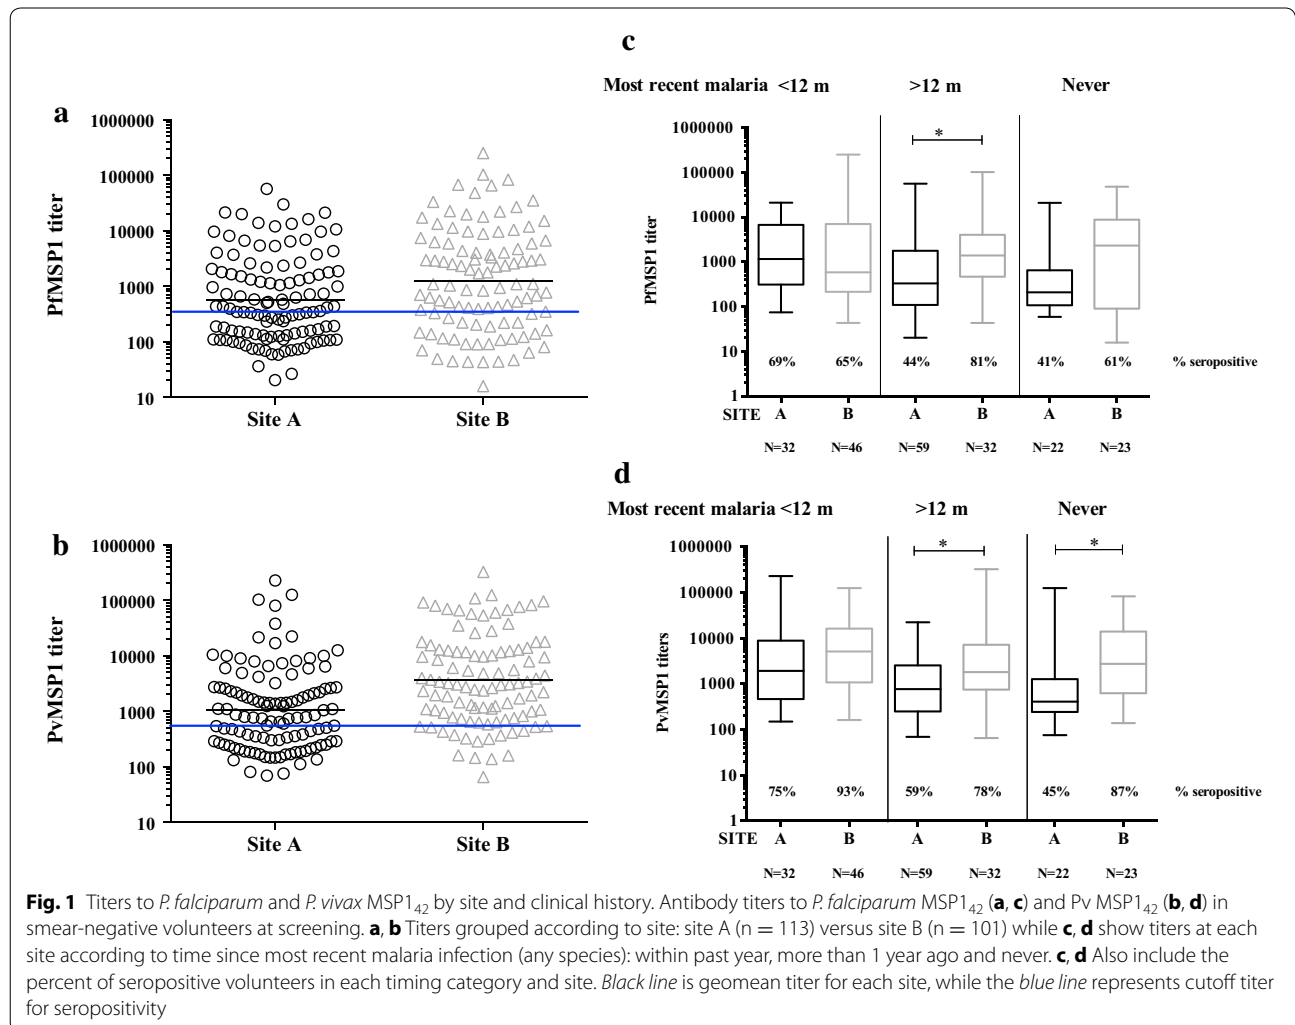 a
PfMSP1 titer
1000000
100000
10000
1000
100
10
Site A
Site B
c
Most recent malaria <12 m
>12 m
Never
PfMSP1 titer
1000000
100000
10000
1000
100
10
1
*
69%
65%
44%
81%
41%
61%
% seropositive
SITE A B A B A B
N=32 N=46 N=59 N=32 N=22 N=23
b
PvMSP1 titer
1000000
100000
10000
1000
100
10
Site A
Site B
d
Most recent malaria <12 m
>12 m
Never
PvMSP1 titers
1000000
100000
10000
1000
100
10
1
*
*
75%
93%
59%
78%
45%
87%
% seropositive
SITE A B A B A B
N=32 N=46 N=59 N=32 N=22 N=23
Fig. 1 Titers to P. falciparum and P. vivax MSP1₄₂ by site and clinical history. Antibody titers to P. falciparum MSP1₄₂ (a, c) and Pv MSP1₄₂ (b, d) in
smear-negative volunteers at screening. a, b Titers grouped according to site: site A (n = 113) versus site B (n = 101) while c, d show titers at each
site according to time since most recent malaria infection (any species): within past year, more than 1 year ago and never. c, d Also include the
percent of seropositive volunteers in each timing category and site. Black line is geomean titer for each site, while the blue line represents cutoff titer
for seropositivity